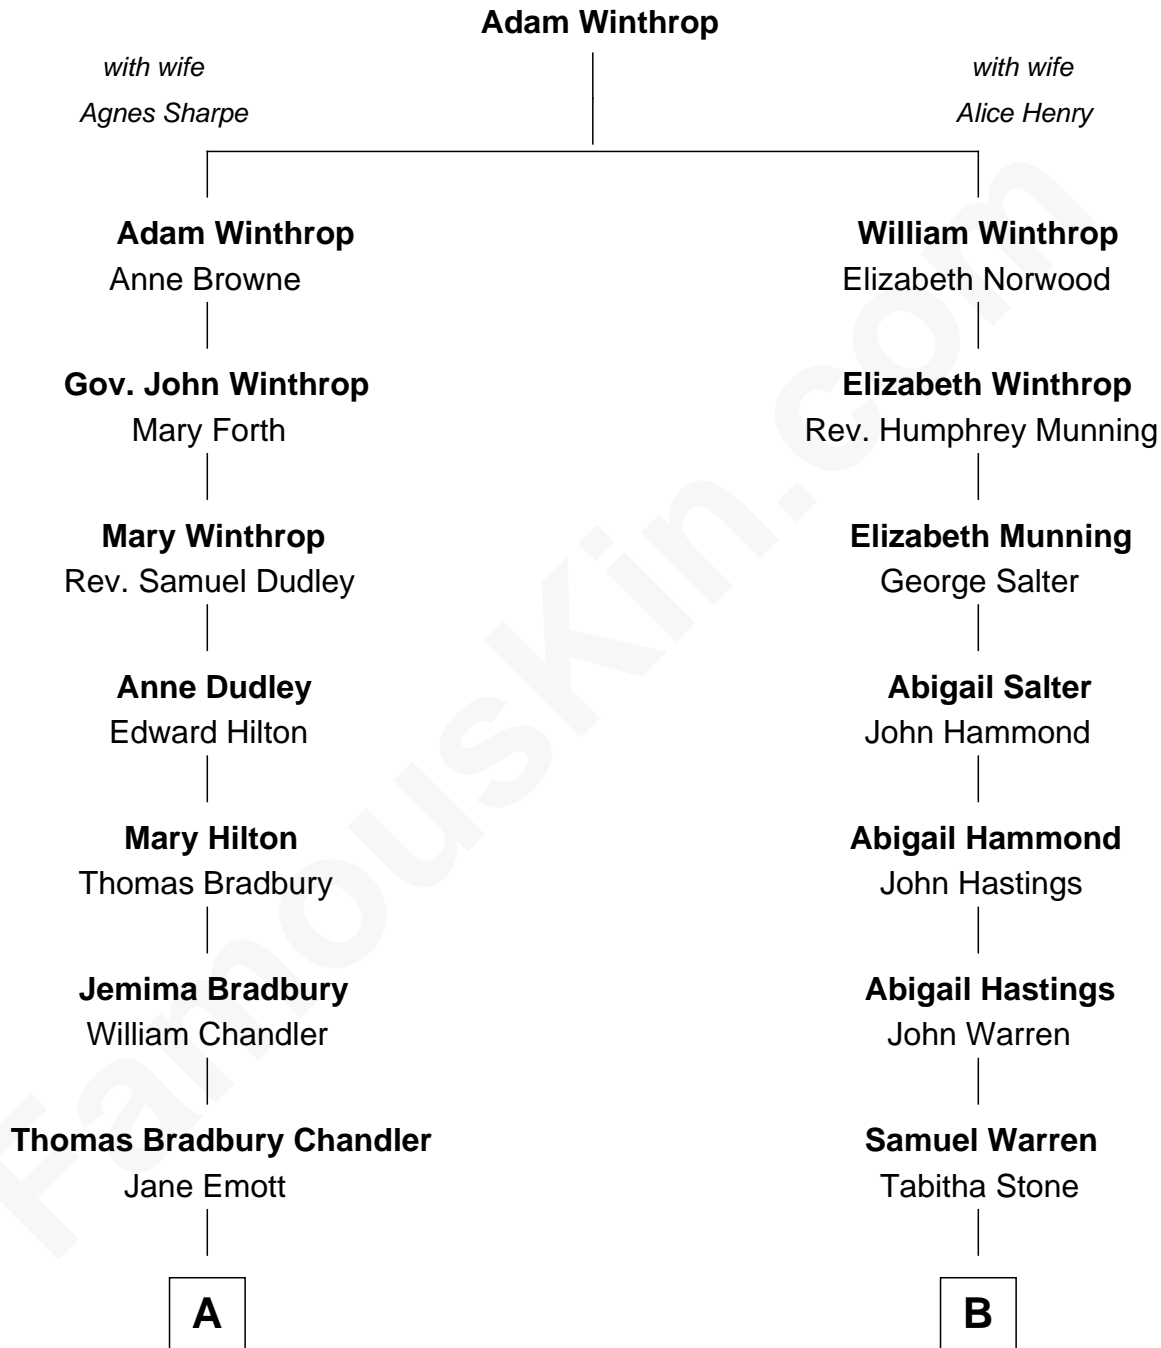 Adam Winthrop
with wife
Agnes Sharpe
with wife
Alice Henry
Adam Winthrop
Anne Browne
William Winthrop
Elizabeth Norwood
Gov. John Winthrop
Mary Forth
Elizabeth Winthrop
Rev. Humphrey Munning
Mary Winthrop
Rev. Samuel Dudley
Elizabeth Munning
George Salter
Anne Dudley
Edward Hilton
Abigail Salter
John Hammond
Mary Hilton
Thomas Bradbury
Abigail Hammond
John Hastings
Jemima Bradbury
William Chandler
Abigail Hastings
John Warren
Thomas Bradbury Chandler
Jane Emott
Samuel Warren
Tabitha Stone
A
B
FamousKin.com